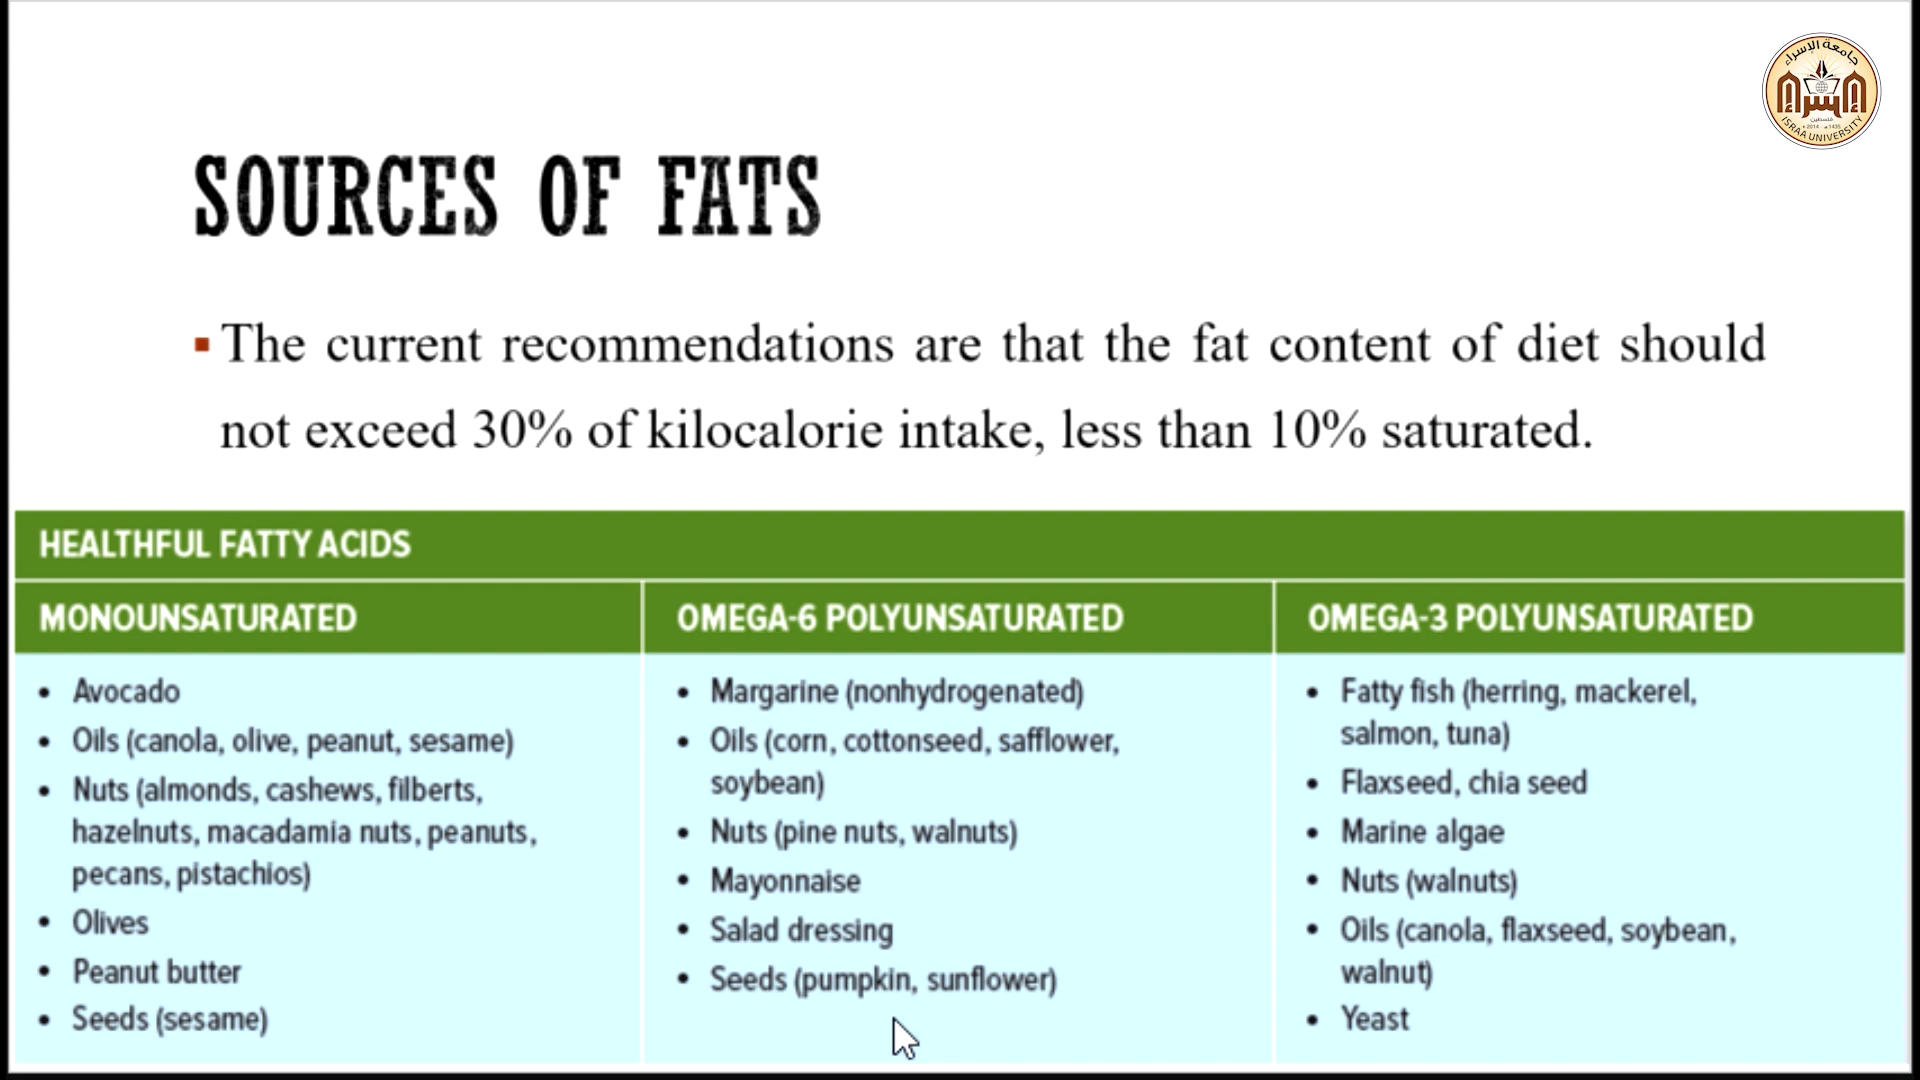 جامعة الإسراء
إسراء
فلسطين
ISRAA UNIVERSITY
SOURCES OF FATS
▪ The current recommendations are that the fat content of diet should
not exceed 30% of kilocalorie intake, less than 10% saturated.
HEALTHFUL FATTY ACIDS
MONOUNSATURATED
• Avocado
• Oils (canola, olive, peanut, sesame)
• Nuts (almonds, cashews, filberts,
hazelnuts, macadamia nuts, peanuts,
pecans, pistachios)
• Olives
• Peanut butter
• Seeds (sesame)
OMEGA-6 POLYUNSATURATED
• Margarine (nonhydrogenated)
• Oils (corn, cottonseed, safflower,
soybean)
• Nuts (pine nuts, walnuts)
• Mayonnaise
• Salad dressing
• Seeds (pumpkin, sunflower)
OMEGA-3 POLYUNSATURATED
• Fatty fish (herring, mackerel,
salmon, tuna)
• Flaxseed, chia seed
• Marine algae
• Nuts (walnuts)
• Oils (canola, flaxseed, soybean,
walnut)
• Yeast